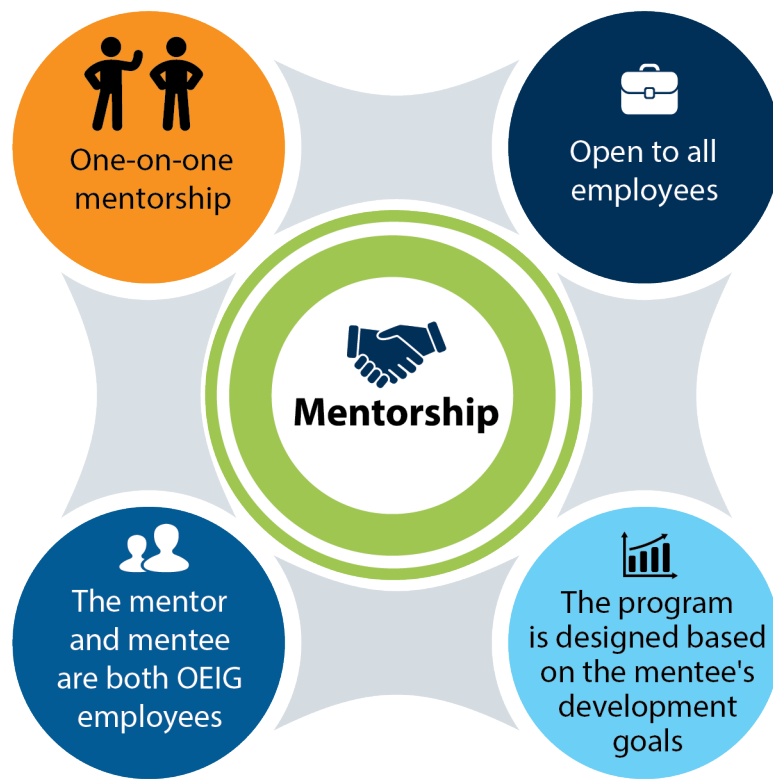 One-on-one
mentorship
Open to all
employees
Mentorship
The mentor
and mentee
are both OEIG
employees
The program
is designed based
on the mentee's
development
goals